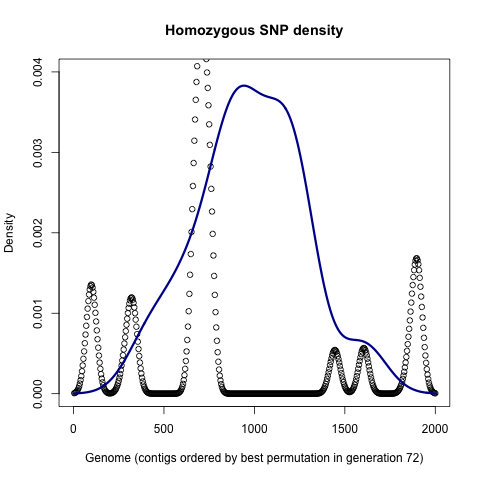 Homozygous SNP density
Density
0.004
0.003
0.002
0.001
0.000
0 500 1000 1500 2000
Genome (contigs ordered by best permutation in generation 72)